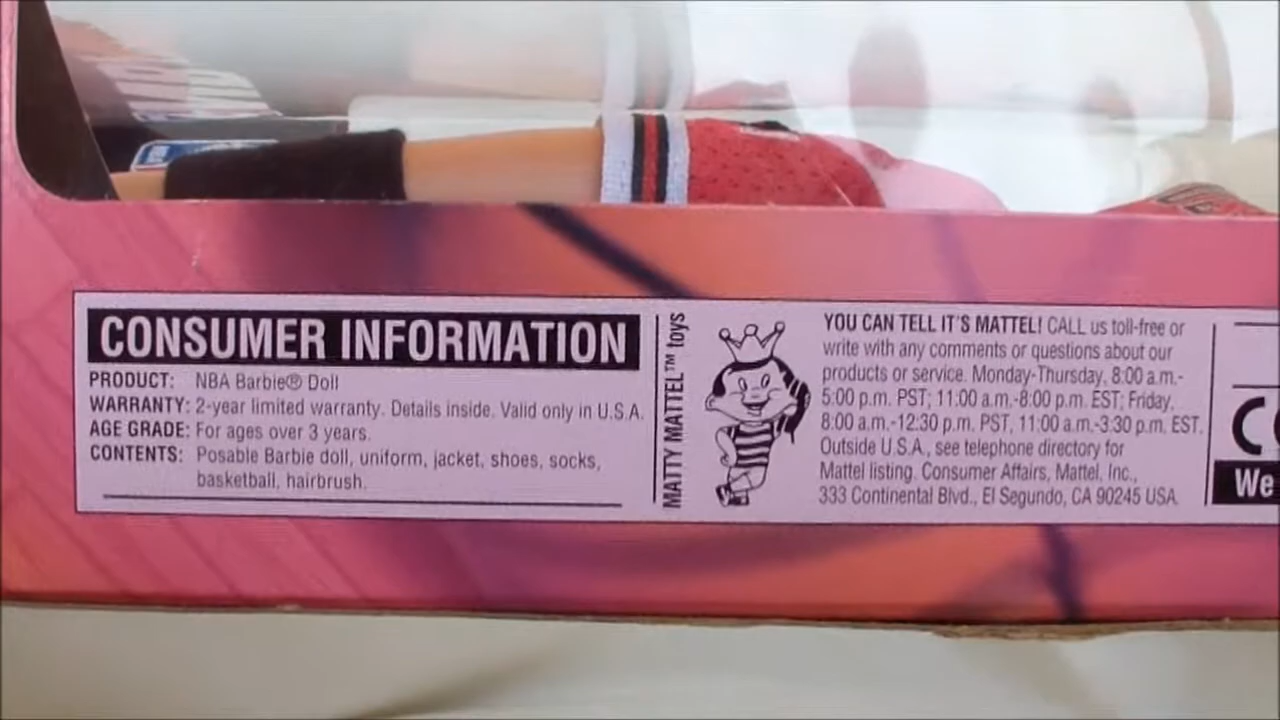 CONSUMER INFORMATION
PRODUCT: NBA Barbie® Doll
WARRANTY: 2-year limited warranty. Details inside. Valid only in U.S.A.
AGE GRADE: For ages over 3 years.
CONTENTS: Posable Barbie doll, uniform, jacket, shoes, socks,
basketball, hairbrush.
MATTY MATTEL™ toys
YOU CAN TELL IT'S MATTEL! CALL us toll-free or
write with any comments or questions about our
products or service. Monday-Thursday, 8:00 a.m.-
5:00 p.m. PST; 11:00 a.m.-8:00 p.m. EST; Friday,
8:00 a.m.-12:30 p.m. PST, 11:00 a.m.-3:30 p.m. EST.
Outside U.S.A., see telephone directory for
Mattel listing. Consumer Affairs, Mattel, Inc.,
333 Continental Blvd., El Segundo, CA 90245 USA.
We